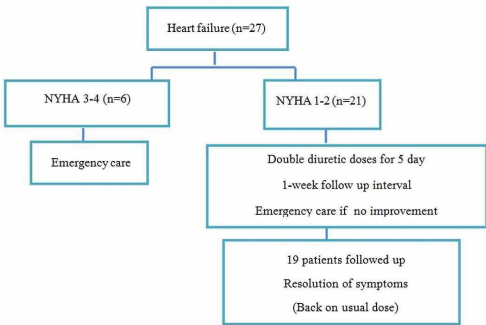 Heart failure (n=27)
NYHA 3-4 (n=6)
NYHA 1-2 (n=21)
Emergency care
Double diuretic doses for 5 day
1-week follow up interval
Emergency care if no improvement
19 patients followed up
Resolution of symptoms
(Back on usual dose)